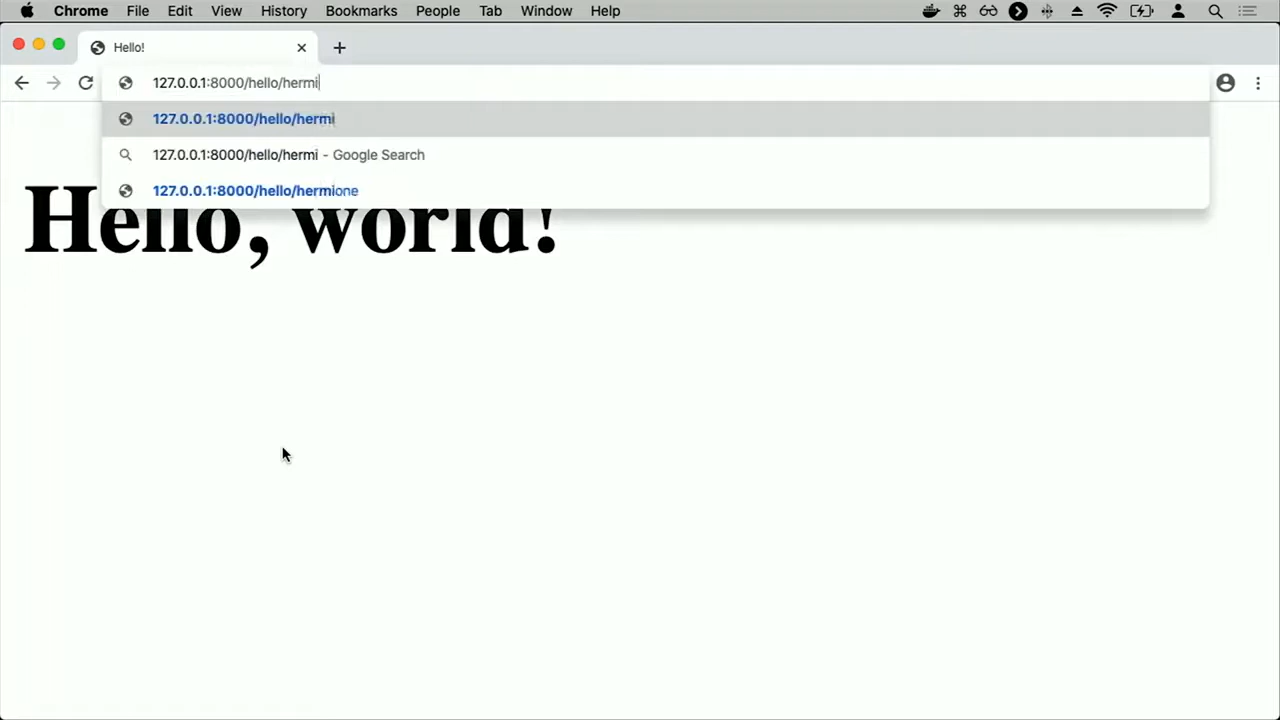 Chrome File Edit View History Bookmarks People Tab Window Help
Hello!
127.0.0.1:8000/hello/hermi
127.0.0.1:8000/hello/hermi
127.0.0.1:8000/hello/hermi - Google Search
127.0.0.1:8000/hello/hermione
Hello, world!